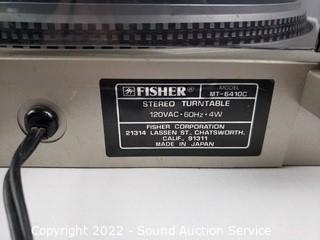 FISHER®
MODEL
MT-6410C
STEREO TURNTABLE
120VAC • 60Hz • 4W
FISHER CORPORATION
21314 LASSEN ST., CHATSWORTH,
CALIF. 91311
MADE IN JAPAN
Copyright 2022 - Sound Auction Service